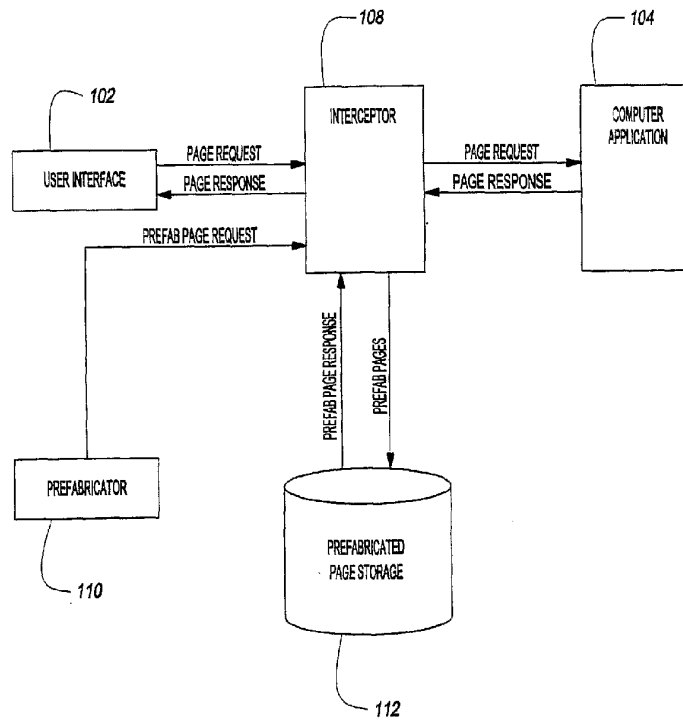 108
104
102
INTERCEPTOR
COMPUTER
APPLICATION
USER INTERFACE
PAGE REQUEST
PAGE RESPONSE
PAGE REQUEST
PAGE RESPONSE
PREFAB PAGE REQUEST
PREFAB PAGE RESPONSE
PREFAB PAGES
PREFABRICATOR
110
PREFABRICATED
PAGE STORAGE
112